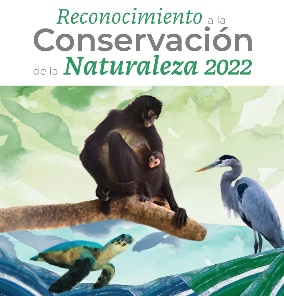 Reconocimiento a la
Conservación
de la Naturaleza 2022